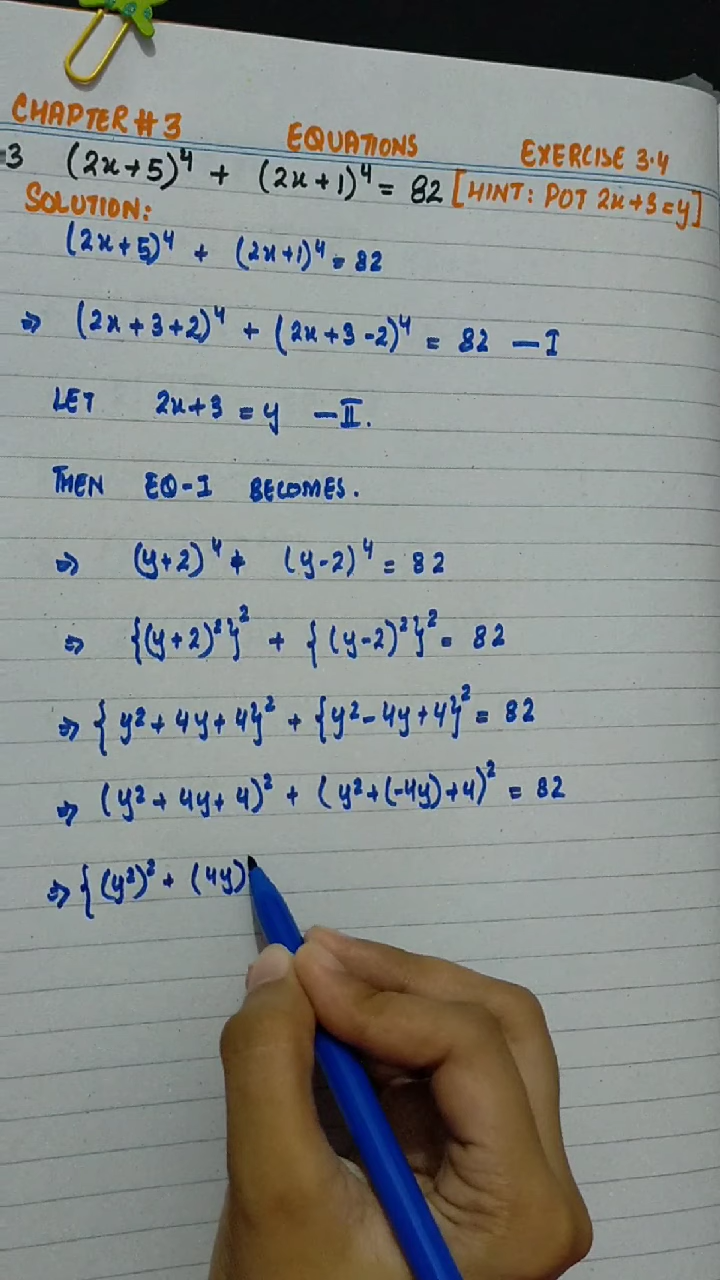 CHAPTER # 3 EQUATIONS EXERCISE 3.4
3 (2x+5)⁴ + (2x+1)⁴ = 82 [HINT: POT 2x+3=y]
SOLUTION:
(2x+5)⁴ + (2x+1)⁴ = 82
⇒ (2x+3+2)⁴ + (2x+3-2)⁴ = 82 — I
LET 2x+3 = y — II.
THEN EQ-I BECOMES.
⇒ (y+2)⁴ + (y-2)⁴ = 82
⇒ {(y+2)²}² + {(y-2)²}² = 82
⇒ {y²+4y+4}² + {y²-4y+4}² = 82
⇒ (y²+4y+4)² + (y²+(-4y)+4)² = 82
⇒ {(y²)² + (4y)